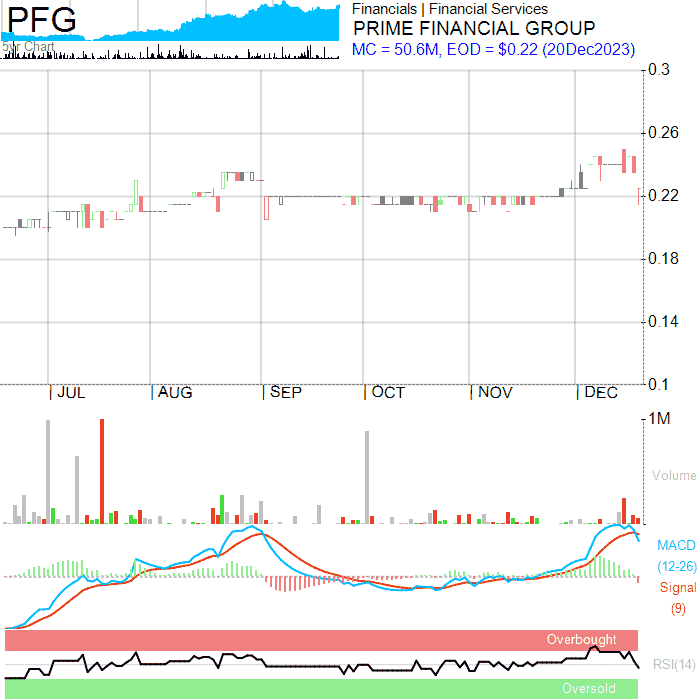 PFG
5yr Chart
Financials | Financial Services
PRIME FINANCIAL GROUP
MC = 50.6M, EOD = $0.22 (20Dec2023)
0.3
0.26
0.22
0.18
0.14
0.1
| JUL | AUG | SEP | OCT | NOV | DEC
1M
Volume
MACD
(12-26)
Signal
(9)
Overbought
RSI(14)
Oversold